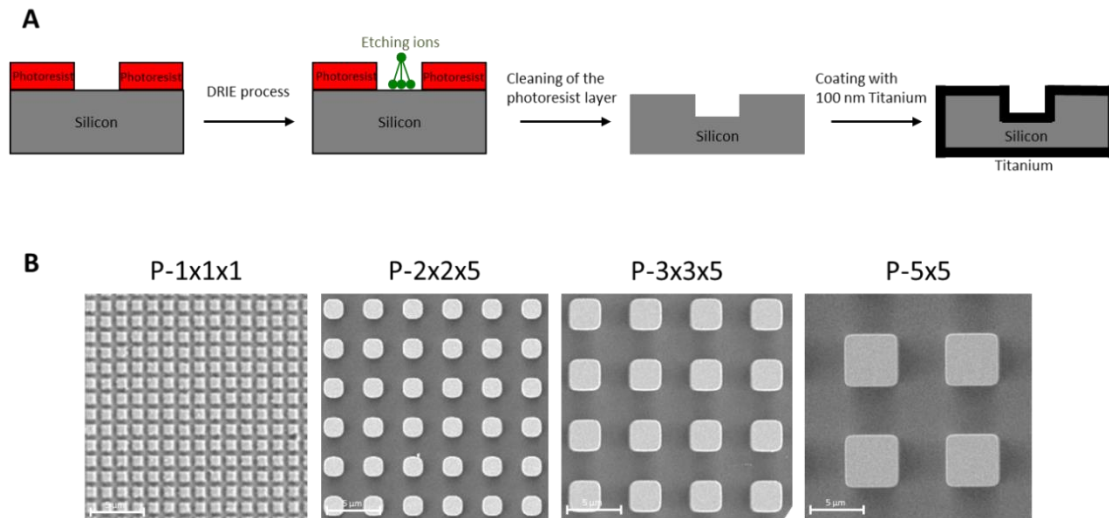 A
Etching ions
Photoresist
Photoresist
Photoresist
Photoresist
DRIE process
Cleaning of the
photoresist layer
Coating with
100 nm Titanium
Silicon
Silicon
Silicon
Silicon
Titanium
B
P-1x1x1
P-2x2x5
P-3x3x5
P-5x5
5 µm
5 µm
5 µm
5 µm